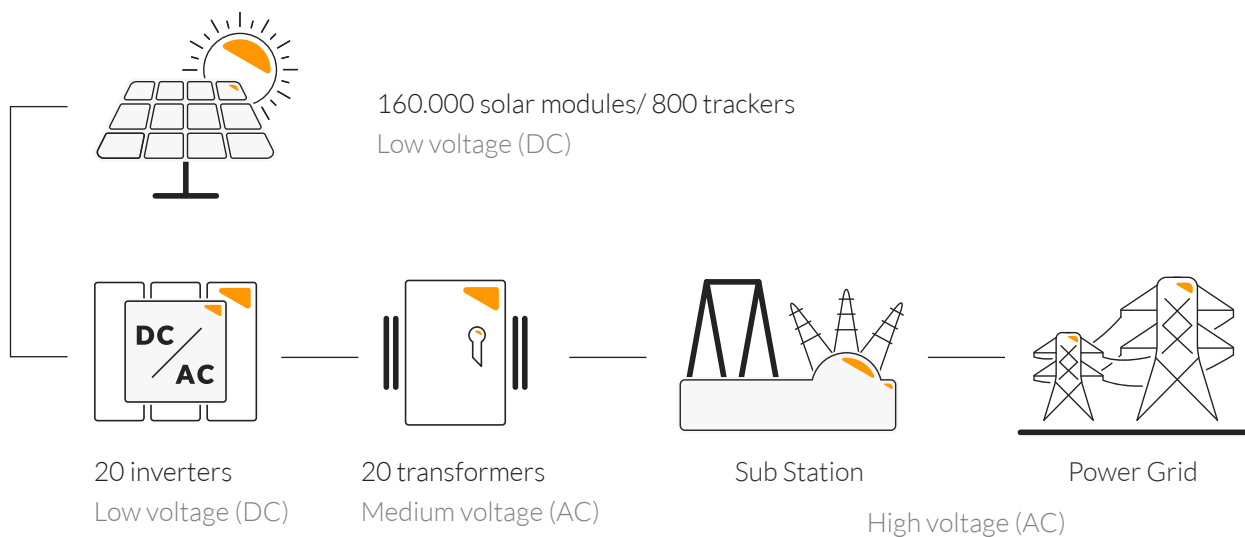 160.000 solar modules/ 800 trackers
Low voltage (DC)
DC
AC
20 inverters
Low voltage (DC)
20 transformers
Medium voltage (AC)
Sub Station
Power Grid
High voltage (AC)